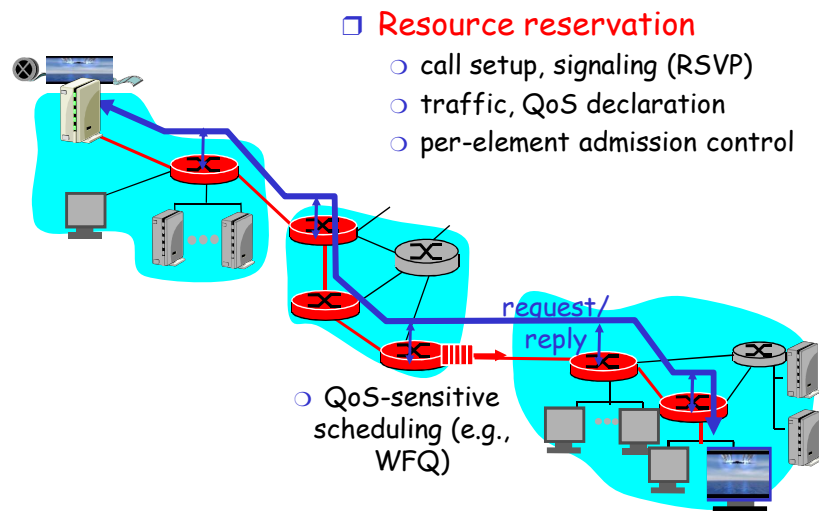 Resource reservation
call setup, signaling (RSVP)
traffic, QoS declaration
per-element admission control
request/
reply
QoS-sensitive
scheduling (e.g.,
WFQ)